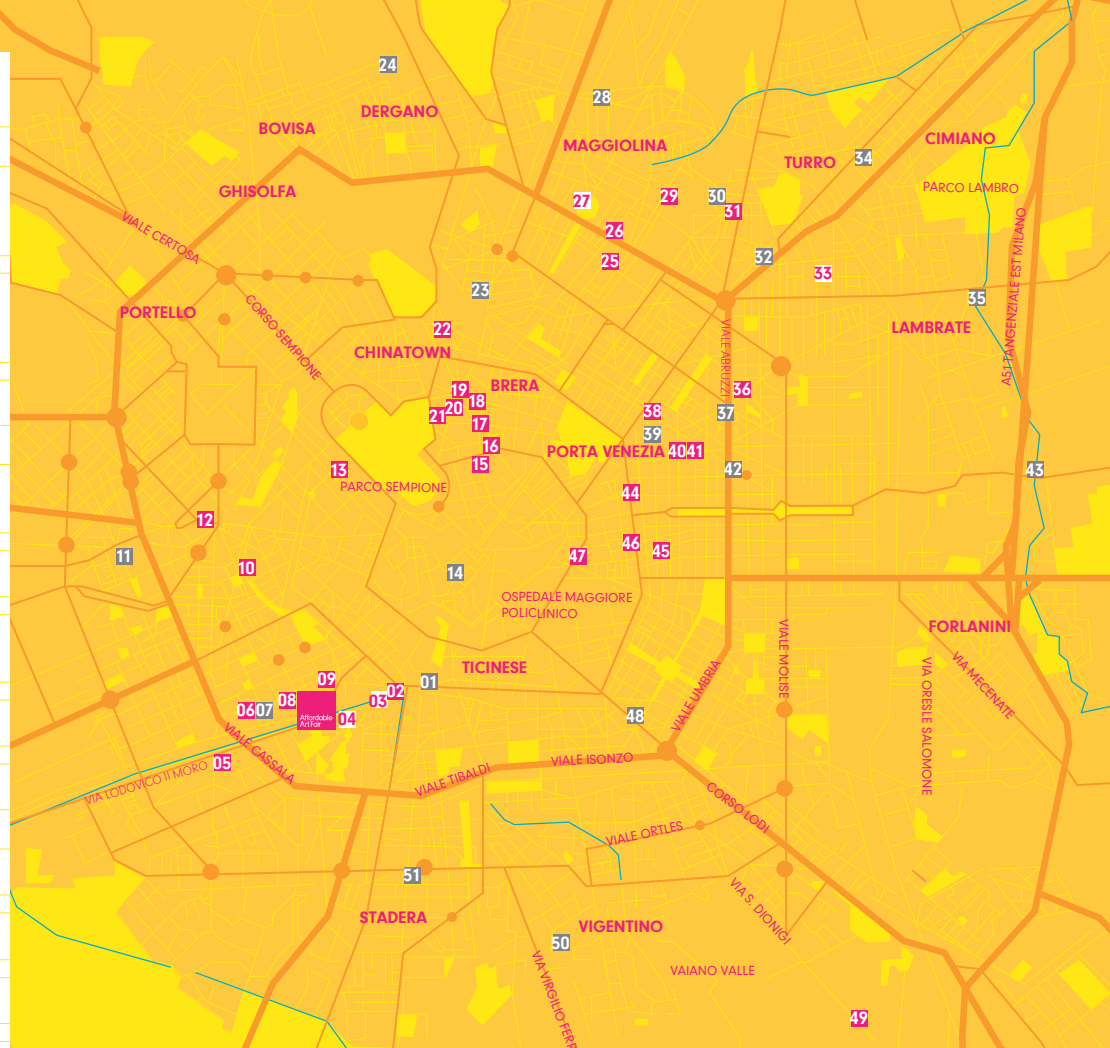 24
28
DERGANO
BOVISA
MAGGIOLINA
CIMIANO
TURRO
34
PARCO LAMBRO
GHISOLFA
27
29
30
31
VIALE CERTOSA
26
25
32
33
23
35
A51 TANGENZIALE EST MILANO
PORTELLO
CORSO SEMPIONE
22
LAMBRATE
CHINATOWN
VIALE ABRUZZI
BRERA
19
18
20
21
17
36
38
37
39
16
15
PORTA VENEZIA
40
41
13
PARCO SEMPIONE
42
43
44
12
11
10
14
47
46
45
OSPEDALE MAGGIORE
POLICLINICO
FORLANINI
VIALE MOLISE
VIA ORESILE SALOMONE
VIA MECENATE
TICINESE
09
01
02
03
08
06
07
04
Affordable
Art Fair
48
VIALE UMBRIA
VIALE CASSALA
05
VIA LODOVICO II MORO
VIALE TIBALDI
VIALE ISONZO
CORSO LODI
VIALE ORTLES
51
VIA S. DIONIGI
STADERA
VIGENTINO
50
VAIANO VALLE
VIA VIRGILIO FERR
49